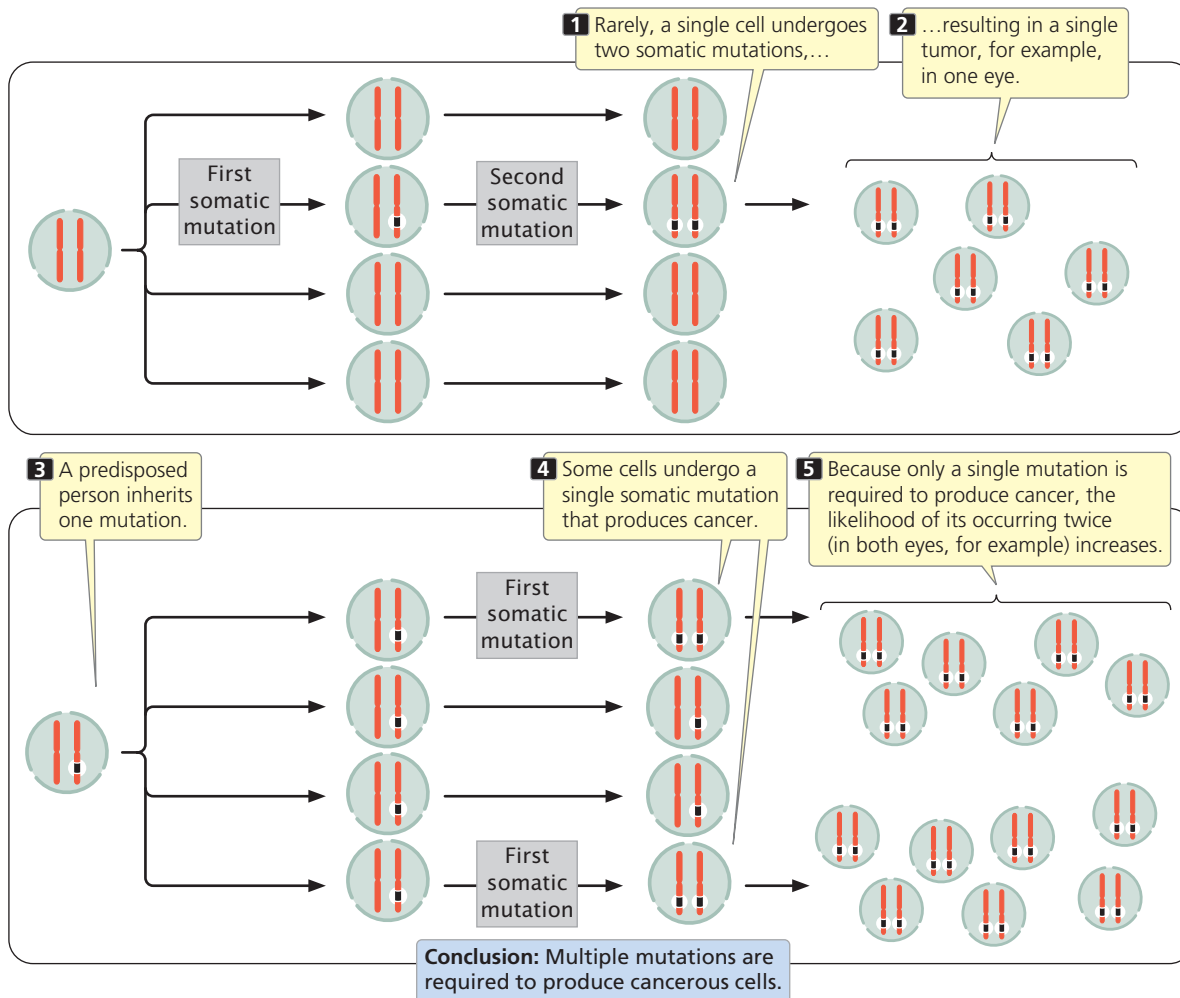 1 Rarely, a single cell undergoes
two somatic mutations,…
2 …resulting in a single
tumor, for example,
in one eye.
First
somatic
mutation
Second
somatic
mutation
3 A predisposed
person inherits
one mutation.
4 Some cells undergo a
single somatic mutation
that produces cancer.
5 Because only a single mutation is
required to produce cancer, the
likelihood of its occurring twice
(in both eyes, for example) increases.
First
somatic
mutation
First
somatic
mutation
Conclusion: Multiple mutations are
required to produce cancerous cells.